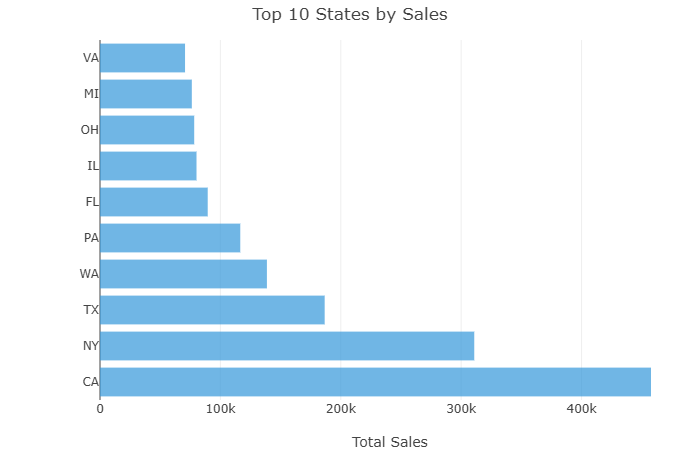 Top 10 States by Sales
VA
MI
OH
IL
FL
PA
WA
TX
NY
CA
0 100k 200k 300k 400k
Total Sales